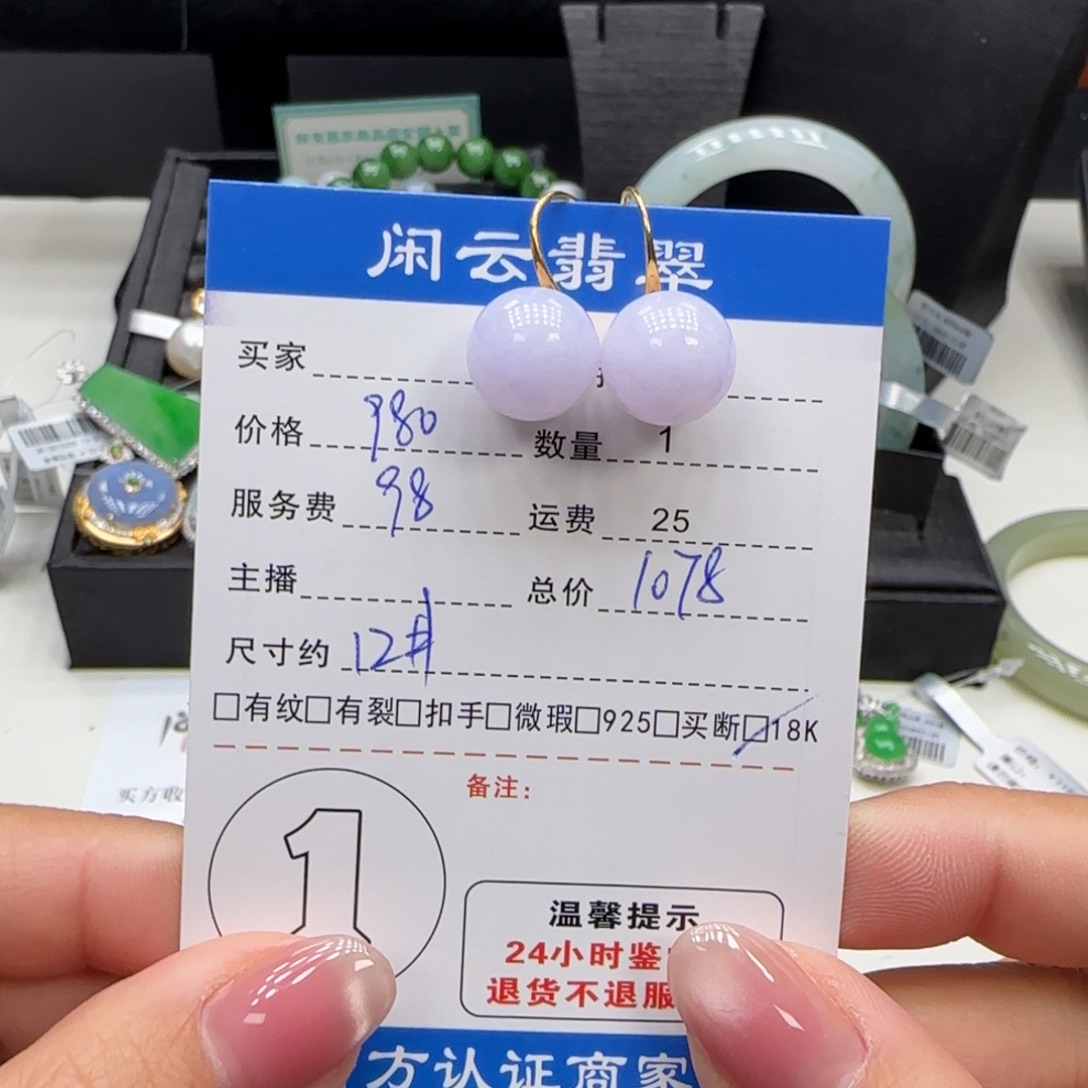 闲云翡翠
买家
价格 980 数量 1
服务费 98 运费 25
主播 总价 1078
尺寸约 12#
□有纹□有裂□扣手□微瑕□925□买断□18K
备注：
1
温馨提示
24小时鉴
退货不退服
方认证商家
买方收